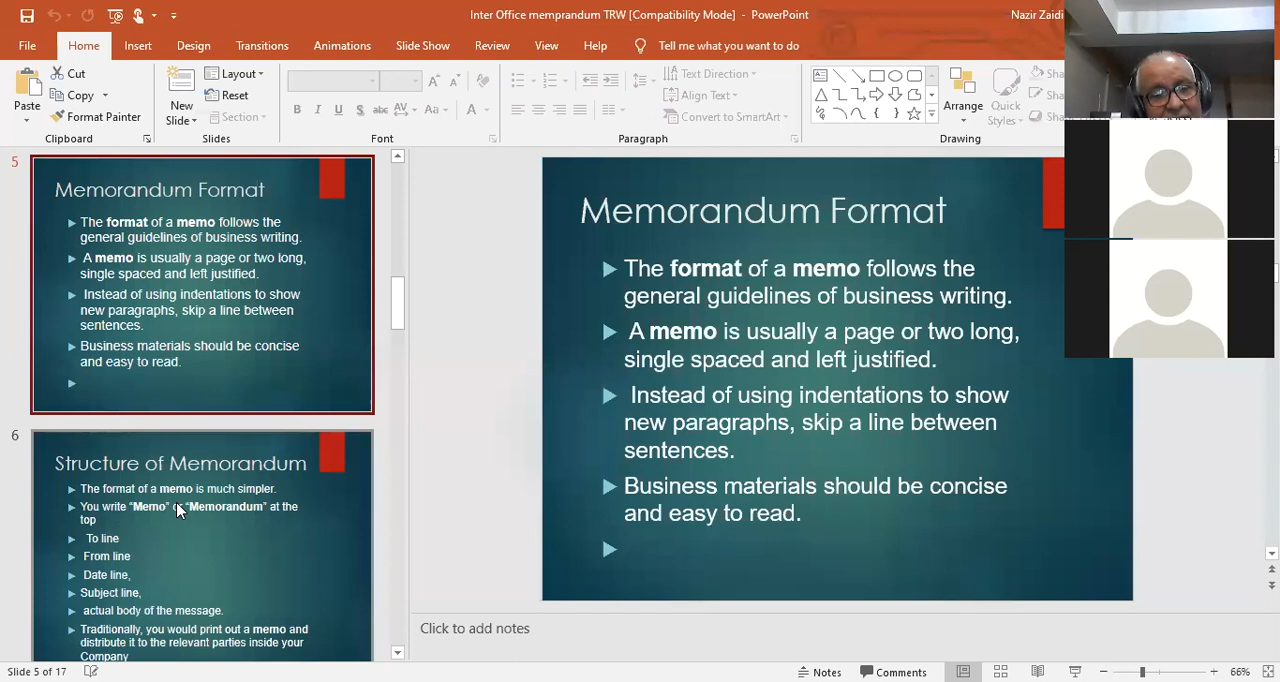 Inter Office memprandum TRW [Compatibility Mode] - PowerPoint
Nazir Zaidi
File Home Insert Design Transitions Animations Slide Show Review View Help Tell me what you want to do
Paste
Cut
Copy
Format Painter
Clipboard
New
Slide
Layout
Reset
Section
Slides
B I U S abc AV Aa A
Font
Text Direction
Align Text
Convert to SmartArt
Paragraph
Arrange
Quick
Styles
Drawing
5
Memorandum Format
The format of a memo follows the
general guidelines of business writing.
A memo is usually a page or two long,
single spaced and left justified.
Instead of using indentations to show
new paragraphs, skip a line between
sentences.
Business materials should be concise
and easy to read.
6
Structure of Memorandum
The format of a memo is much simpler.
You write “Memo” “Memorandum” at the
top
To line
From line
Date line,
Subject line,
actual body of the message.
Traditionally, you would print out a memo and
distribute it to the relevant parties inside your
Company
Memorandum Format
The format of a memo follows the
general guidelines of business writing.
A memo is usually a page or two long,
single spaced and left justified.
Instead of using indentations to show
new paragraphs, skip a line between
sentences.
Business materials should be concise
and easy to read.
Click to add notes
Slide 5 of 17
Notes
Comments
66%